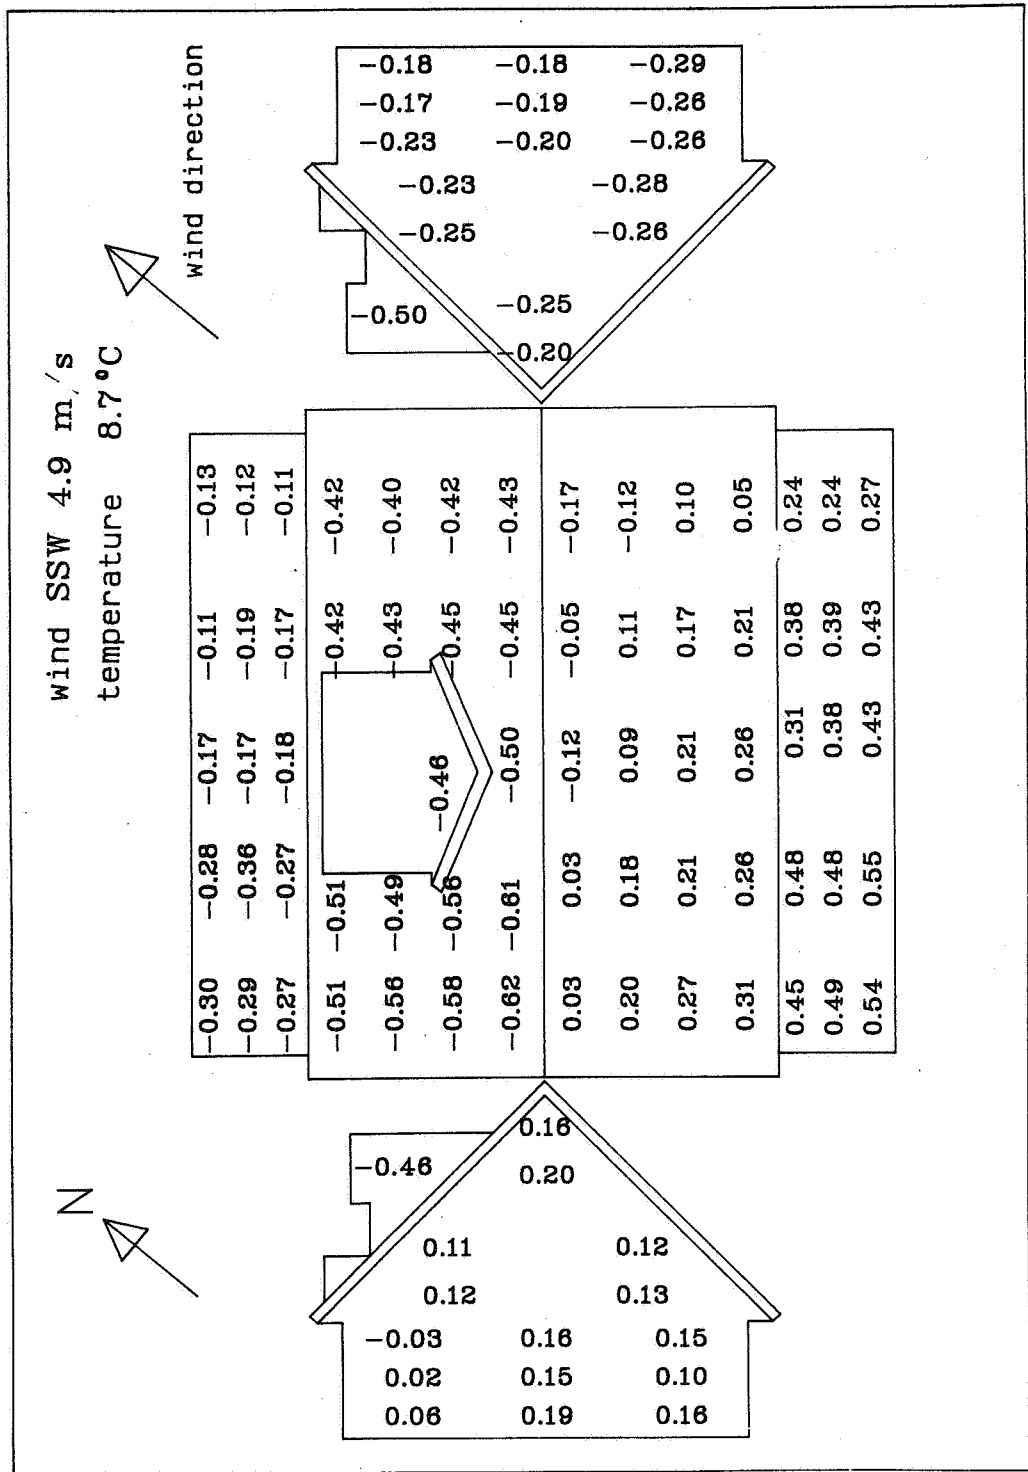 wind SSW 4.9 m/s
temperature 8.7°C
wind direction
N
-0.18 -0.18 -0.29
-0.17 -0.19 -0.26
-0.23 -0.20 -0.26
-0.23 -0.28
-0.25 -0.26
-0.25
-0.50
-0.20
-0.30 -0.28 -0.17 -0.11 -0.13
-0.29 -0.36 -0.17 -0.19 -0.12
-0.27 -0.27 -0.18 -0.17 -0.11
-0.51 -0.51 -0.42 -0.42
-0.56 -0.49 -0.43 -0.40
-0.46
-0.58 -0.56 -0.45 -0.42
-0.62 -0.61 -0.50 -0.45 -0.43
0.03 0.03 -0.12 -0.05 -0.17
0.20 0.18 0.09 0.11 -0.12
0.27 0.21 0.21 0.17 0.10
0.31 0.26 0.26 0.21 0.05
0.45 0.48 0.31 0.38 0.24
0.49 0.48 0.38 0.39 0.24
0.54 0.55 0.43 0.43 0.27
0.16
-0.46
0.20
0.11 0.12
0.12 0.13
-0.03 0.16 0.15
0.02 0.15 0.10
0.06 0.19 0.16